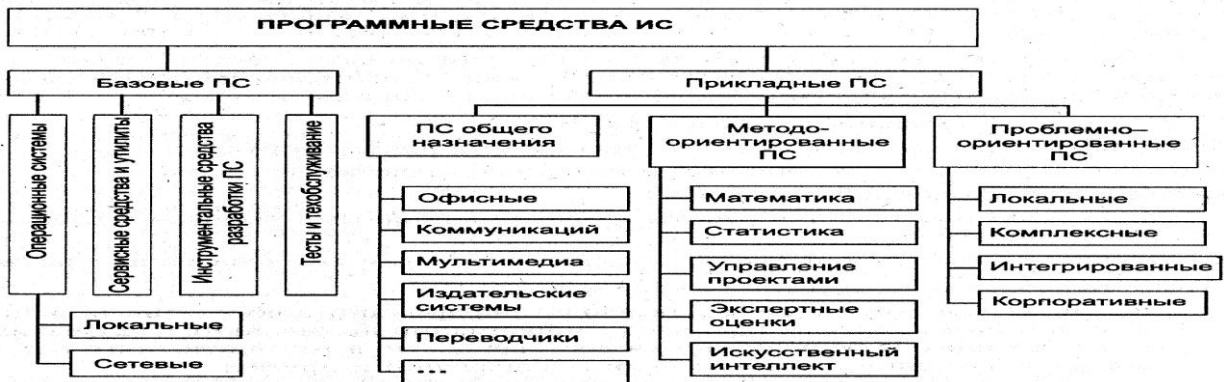 ПРОГРАММНЫЕ СРЕДСТВА ИС
Базовые ПС
Прикладные ПС
Операционные системы
Сервисные средства и утилиты
Инструментальные средства
разработки ПС
Тесты и техобслуживание
Локальные
Сетевые
ПС общего
назначения
Офисные
Коммуникаций
Мультимедиа
Издательские
системы
Переводчики
...
Методо-
ориентированные
ПС
Математика
Статистика
Управление
проектами
Экспертные
оценки
Искусственный
интеллект
Проблемно–
ориентированные
ПС
Локальные
Комплексные
Интегрированные
Корпоративные